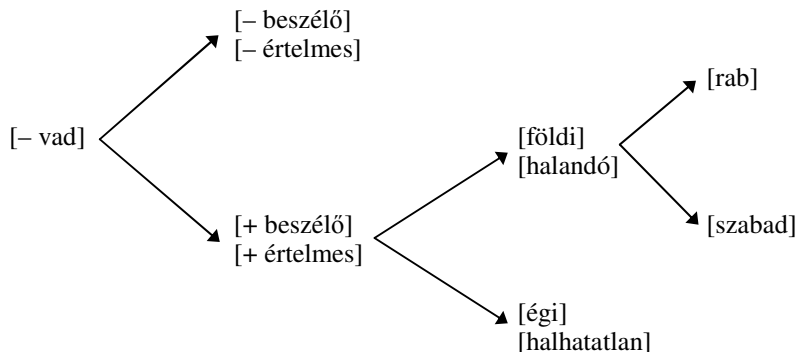 [– beszélő]
[– értelmes]
[rab]
[– vad]
[földi]
[halandó]
[+ beszélő]
[+ értelmes]
[szabad]
[égi]
[halhatatlan]